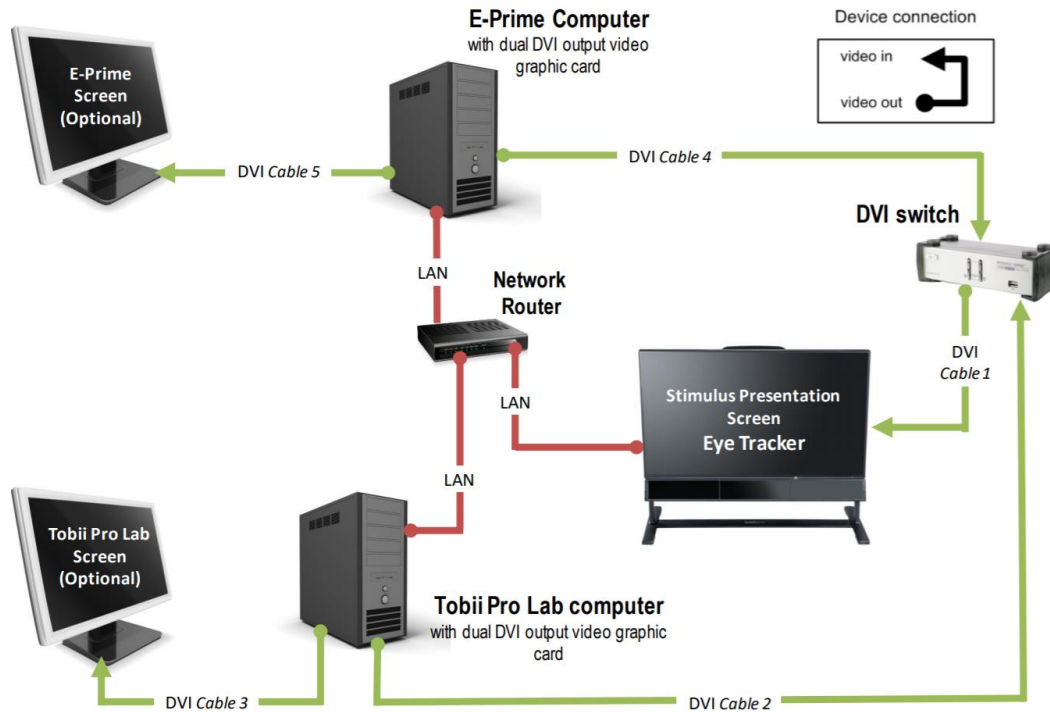 E-Prime Computer
with dual DVI output video
graphic card
Device connection
video in
video out
E-Prime
Screen
(Optional)
DVI Cable 5
DVI Cable 4
DVI switch
LAN
Network
Router
DVI
Cable 1
LAN
Stimulus Presentation
Screen
Eye Tracker
LAN
Tobii Pro Lab
Screen
(Optional)
Tobii Pro Lab computer
with dual DVI output video graphic
card
DVI Cable 3
DVI Cable 2